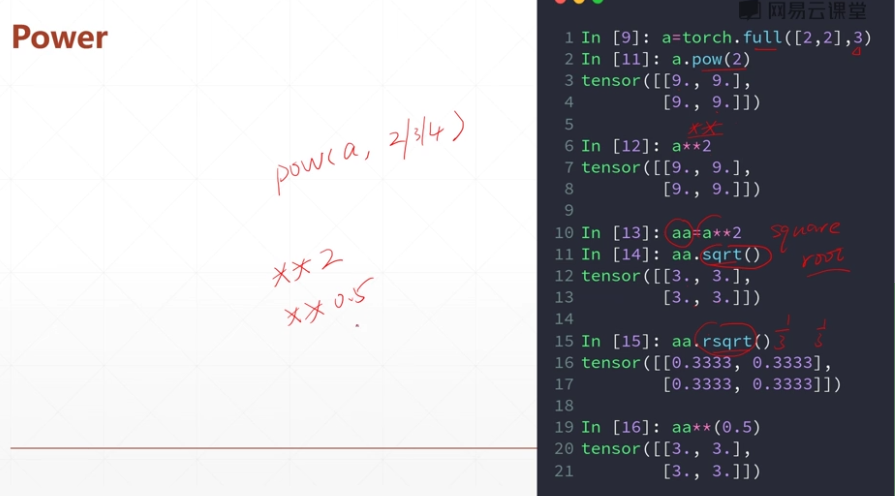 Power
pow(a, 2/3/4)
**2
**0.5
网易云课堂
1 In [9]: a=torch.full([2,2],3)
2 In [11]: a.pow(2)
3 tensor([[9., 9.],
4 [9., 9.]])
5
**
6 In [12]: a**2
7 tensor([[9., 9.],
8 [9., 9.]])
9
10 In [13]: aa=a**2
square
11 In [14]: aa.sqrt()
root
12 tensor([[3., 3.],
13 [3., 3.]])
14
15 In [15]: aa.rsqrt() 1/3 1/3
16 tensor([[0.3333, 0.3333],
17 [0.3333, 0.3333]])
18
19 In [16]: aa**(0.5)
20 tensor([[3., 3.],
21 [3., 3.]])